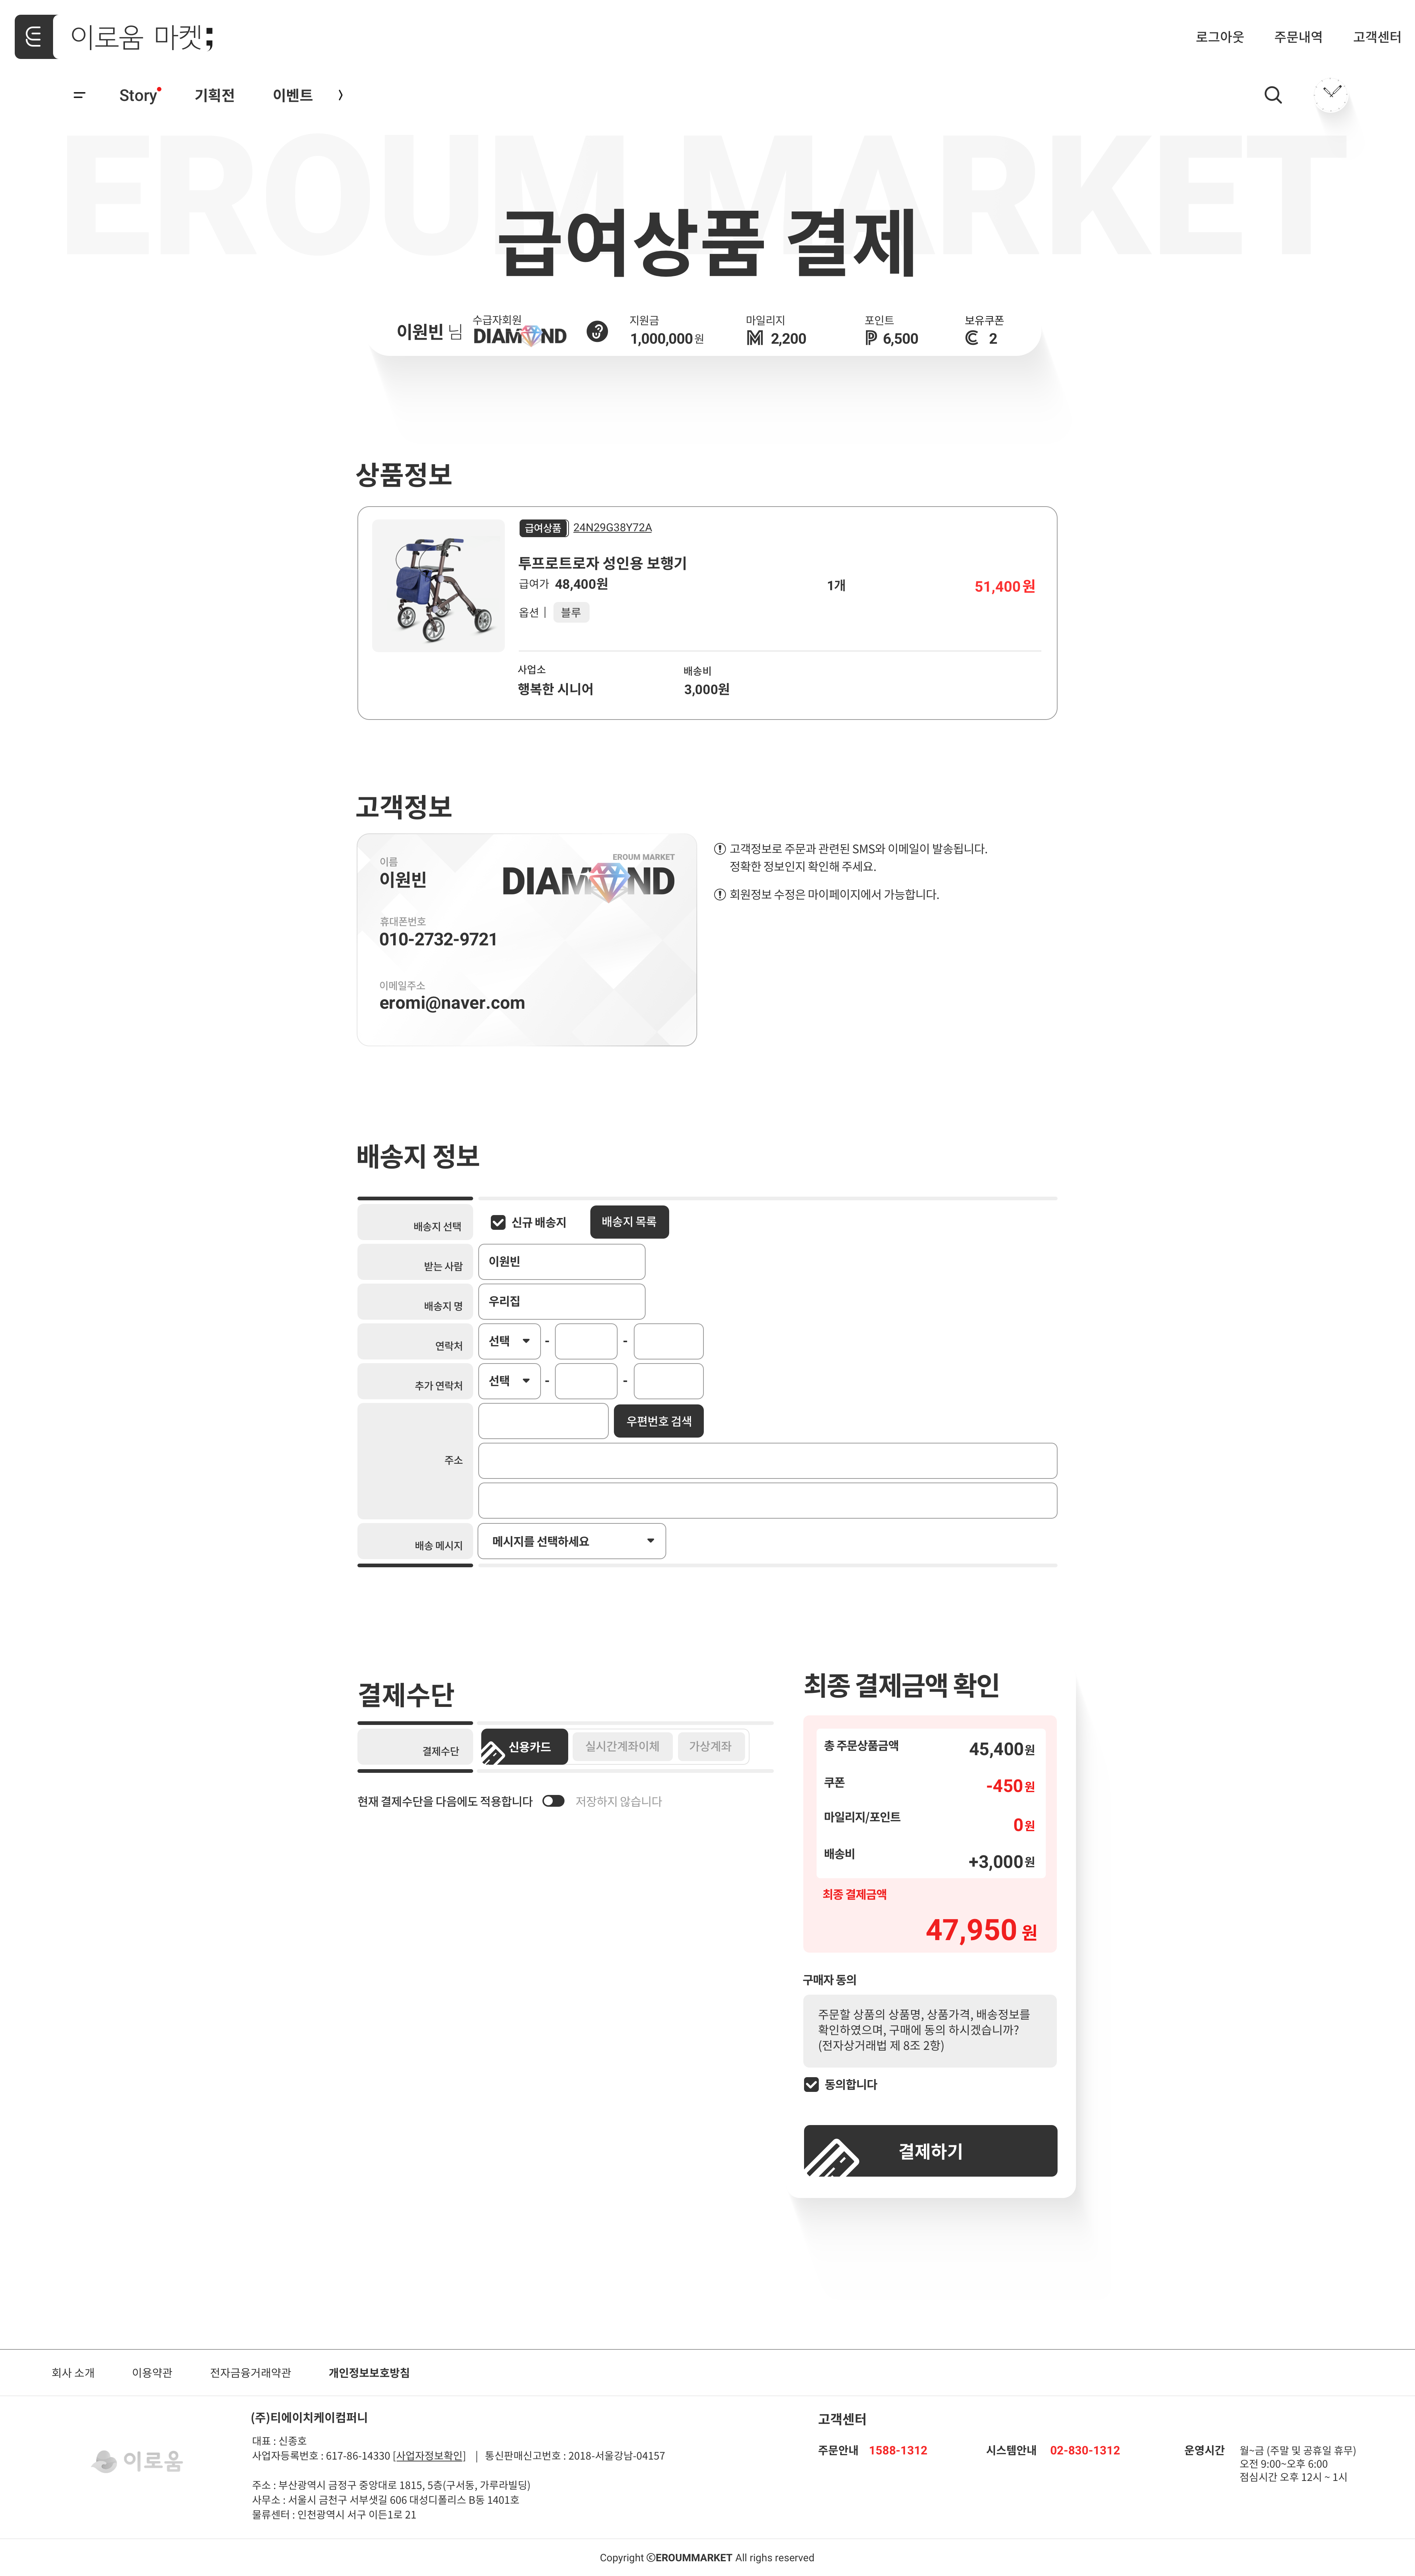 이로움 마켓;
로그아웃 주문내역 고객센터
Story 기획전 이벤트
EROUM MARKET
급여상품 결제
이원빈 님
수급자회원
DIAMOND
지원금
1,000,000원
마일리지
M 2,200
포인트
P 6,500
보유쿠폰
C 2
상품정보
급여상품 24N29G38Y72A
투프로트로자 성인용 보행기
급여가 48,400원
1개
51,400원
옵션 | 블루
사업소
행복한 시니어
배송비
3,000원
고객정보
이름
이원빈
EROUM MARKET
DIAMOND
휴대폰번호
010-2732-9721
이메일주소
eromi@naver.com
고객정보로 주문과 관련된 SMS와 이메일이 발송됩니다.
정확한 정보인지 확인해 주세요.
회원정보 수정은 마이페이지에서 가능합니다.
배송지 정보
배송지 선택 신규 배송지 배송지 목록
받는 사람 이원빈
배송지 명 우리집
연락처 선택 - -
추가 연락처 선택 - -
우편번호 검색
주소
배송 메시지 메시지를 선택하세요
결제수단
결제수단 신용카드 실시간계좌이체 가상계좌
현재 결제수단을 다음에도 적용합니다 저장하지 않습니다
최종 결제금액 확인
총 주문상품금액 45,400원
쿠폰 -450원
마일리지/포인트 0원
배송비 +3,000원
최종 결제금액
47,950 원
구매자 동의
주문할 상품의 상품명, 상품가격, 배송정보를
확인하였으며, 구매에 동의 하시겠습니까?
(전자상거래법 제 8조 2항)
동의합니다
결제하기
회사 소개 이용약관 전자금융거래약관 개인정보보호방침
이로움
(주)티에이치케이컴퍼니
대표 : 신종호
사업자등록번호 : 617-86-14330 [사업자정보확인] | 통신판매신고번호 : 2018-서울강남-04157
주소 : 부산광역시 금정구 중앙대로 1815, 5층(구서동, 가루라빌딩)
사무소 : 서울시 금천구 서부샛길 606 대성디폴리스 B동 1401호
물류센터 : 인천광역시 서구 이든1로 21
고객센터
주문안내 1588-1312
시스템안내 02-830-1312
운영시간 월~금 (주말 및 공휴일 휴무)
오전 9:00~오후 6:00
점심시간 오후 12시 ~ 1시
Copyright ⓒEROUMMARKET All righs reserved